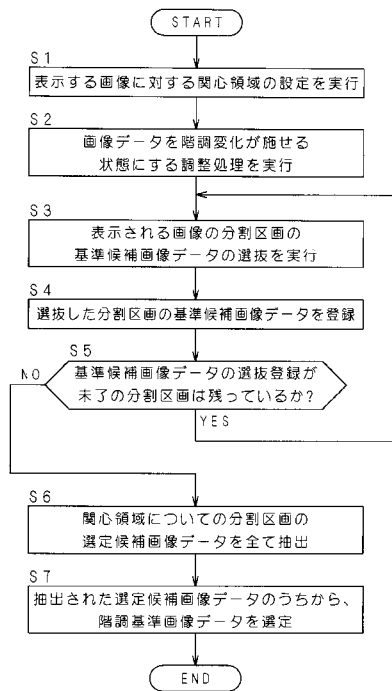 START
S1
表示する画像に対する関心領域の設定を実行
S2
画像データを階調変化が施せる
状態にする調整処理を実行
S3
表示される画像の分割区画の
基準候補画像データの選抜を実行
S4
選抜した分割区画の基準候補画像データを登録
S5
基準候補画像データの選抜登録が
未了の分割区画は残っているか?
NO
YES
S6
関心領域についての分割区画の
選定候補画像データを全て抽出
S7
抽出された選定候補画像データのうちから、
階調基準画像データを選定
END